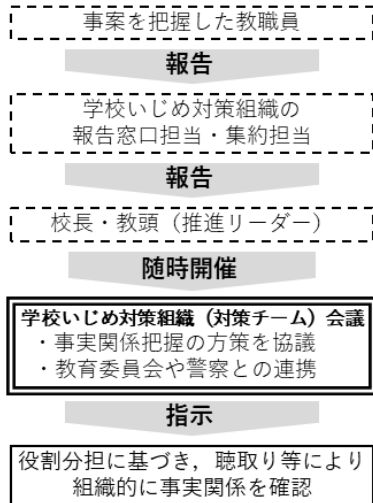 事案を把握した教職員
報告
学校いじめ対策組織の
報告窓口担当・集約担当
報告
校長・教頭（推進リーダー）
随時開催
学校いじめ対策組織（対策チーム）会議
・事実関係把握の方策を協議
・教育委員会や警察との連携
指示
役割分担に基づき，聴取り等により
組織的に事実関係を確認